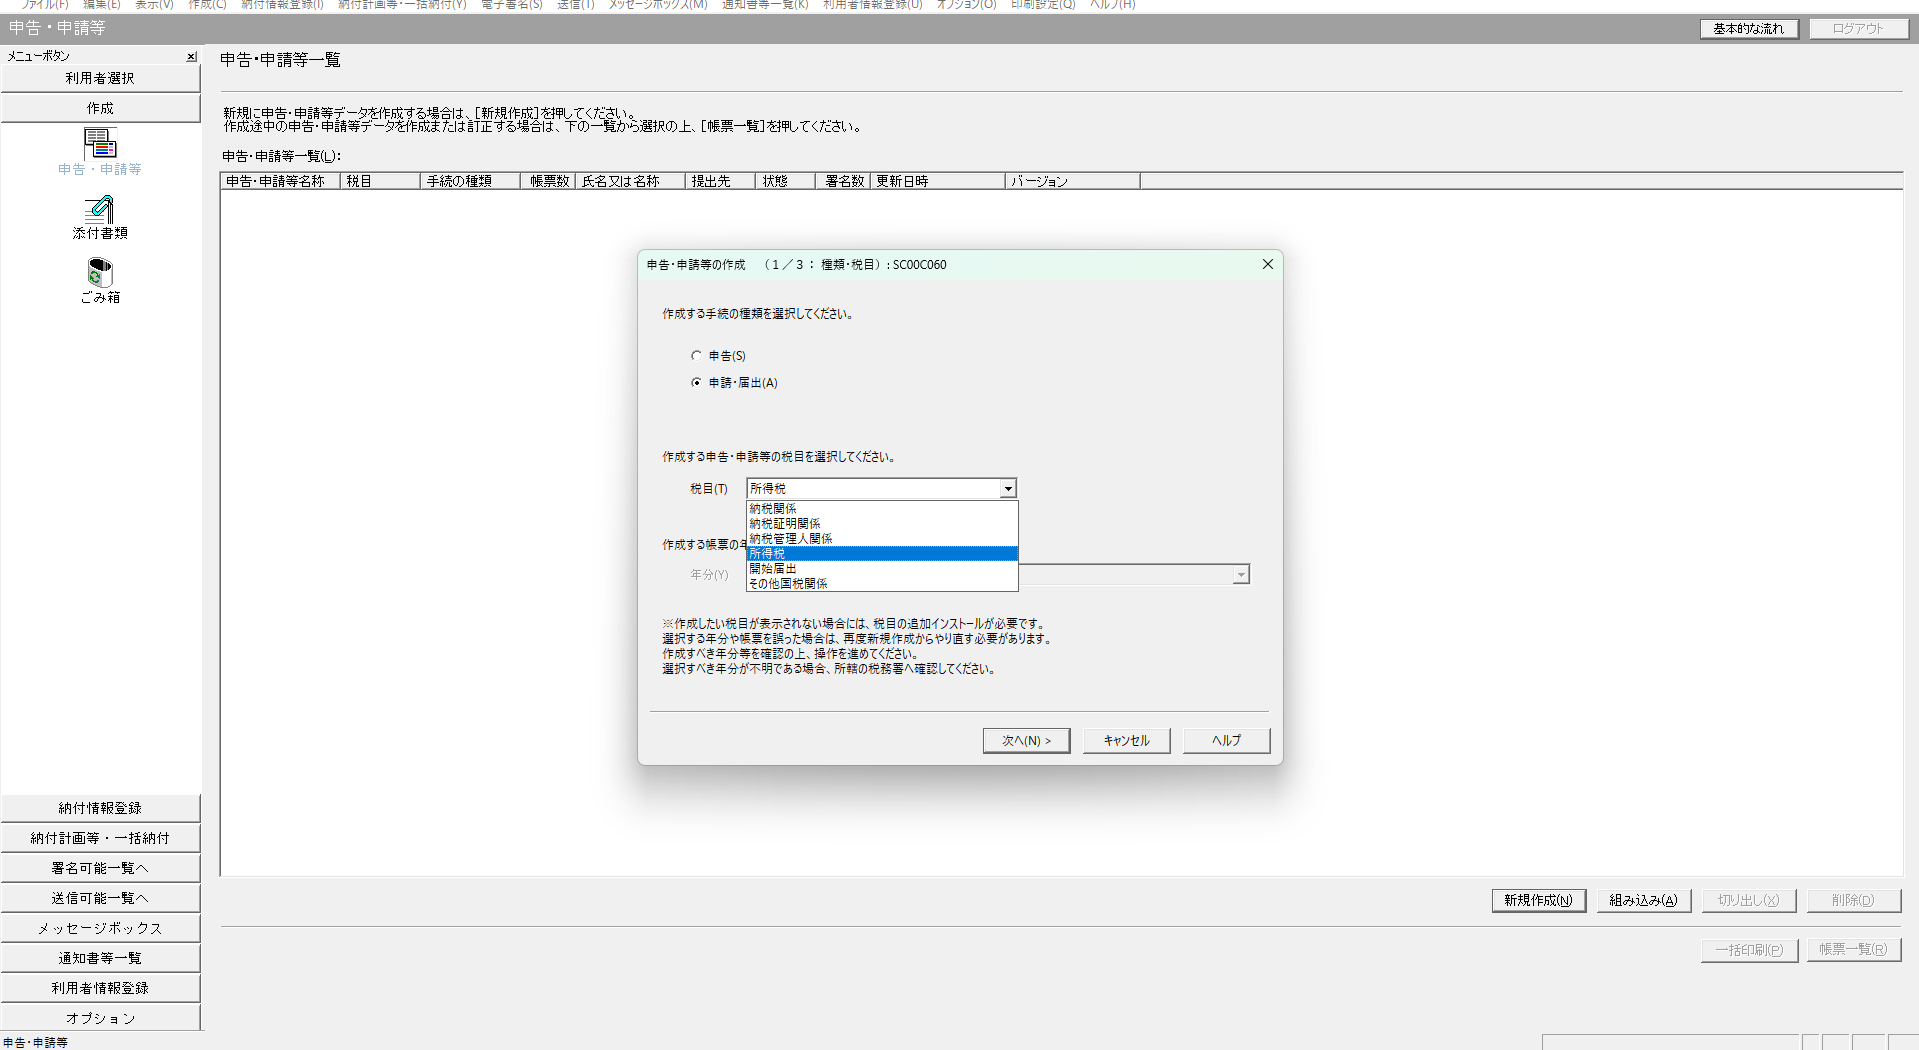 ファイル(F) 編集(E) 表示(V) 作成(C) 納付情報登録(I) 納付計画等・一括納付(Y) 電子署名(S) 送信(T) メッセージボックス(M) 通知書等一覧(K) 利用者情報登録(U) オプション(O) 印刷設定(Q) ヘルプ(H)
申告・申請等
基本的な流れ
ログアウト
メニューボタン
利用者選択
作成
申告・申請等
添付書類
ごみ箱
納付情報登録
納付計画等・一括納付
署名可能一覧へ
送信可能一覧へ
メッセージボックス
通知書等一覧
利用者情報登録
オプション
申告・申請等
申告・申請等一覧
新規に申告・申請等データを作成する場合は、[新規作成]を押してください。
作成途中の申告・申請等データを作成または訂正する場合は、下の一覧から選択の上、[帳票一覧]を押してください。
申告・申請等一覧(L):
申告・申請等名称 税目 手続の種類 帳票数 氏名又は名称 提出先 状態 署名数 更新日時 バージョン
申告・申請等の作成 （１／３：種類・税目）: SC00C060
作成する手続の種類を選択してください。
申告(S)
申請・届出(A)
作成する申告・申請等の税目を選択してください。
税目(T) 所得税
納税関係
納税証明関係
納税管理人関係
所得税
開始届出
その他国税関係
作成する帳票の年
年分(Y)
※作成したい税目が表示されない場合には、税目の追加インストールが必要です。
選択する年分や帳票を誤った場合は、再度新規作成からやり直す必要があります。
作成すべき年分等を確認の上、操作を進めてください。
選択すべき年分が不明である場合、所轄の税務署へ確認してください。
次へ(N) >
キャンセル
ヘルプ
新規作成(N)
組み込み(A)
切り出し(X)
削除(D)
一括印刷(P)
帳票一覧(R)